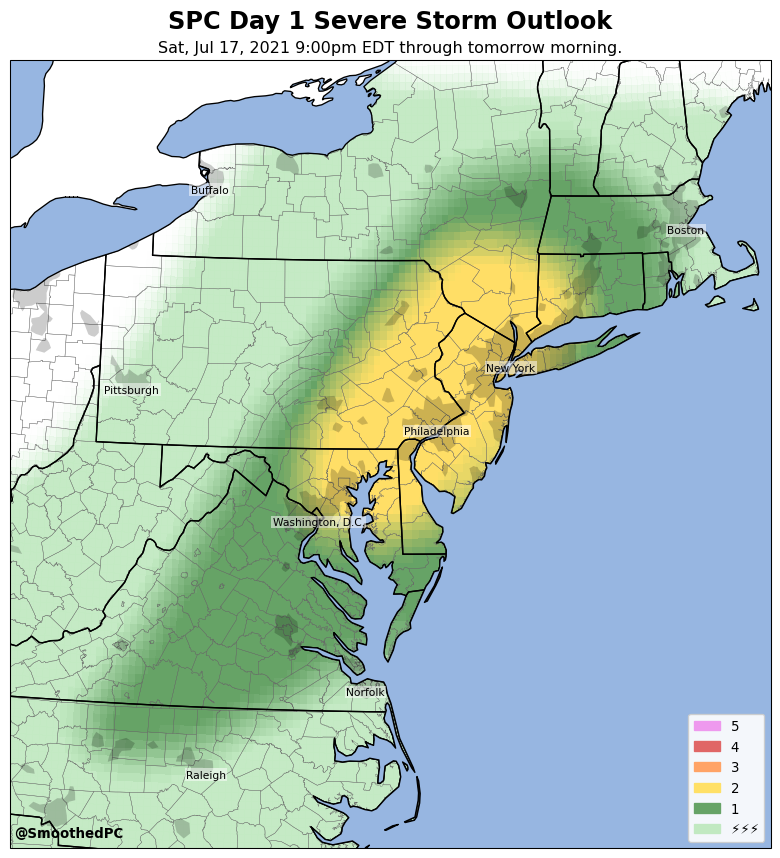 SPC Day 1 Severe Storm Outlook
Sat, Jul 17, 2021 9:00pm EDT through tomorrow morning.
Buffalo
Boston
Pittsburgh
New York
Philadelphia
Washington, D.C.
Norfolk
Raleigh
5
4
3
2
1
⚡⚡⚡
@SmoothedPC